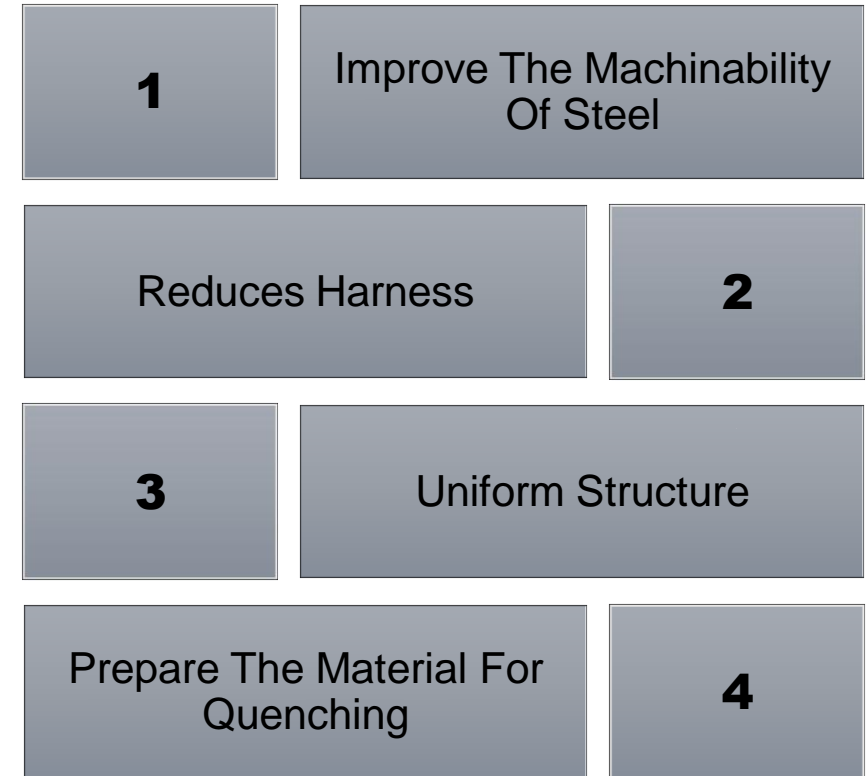 1
Improve The Machinability
Of Steel
Reduces Harness
2
3
Uniform Structure
Prepare The Material For
Quenching
4